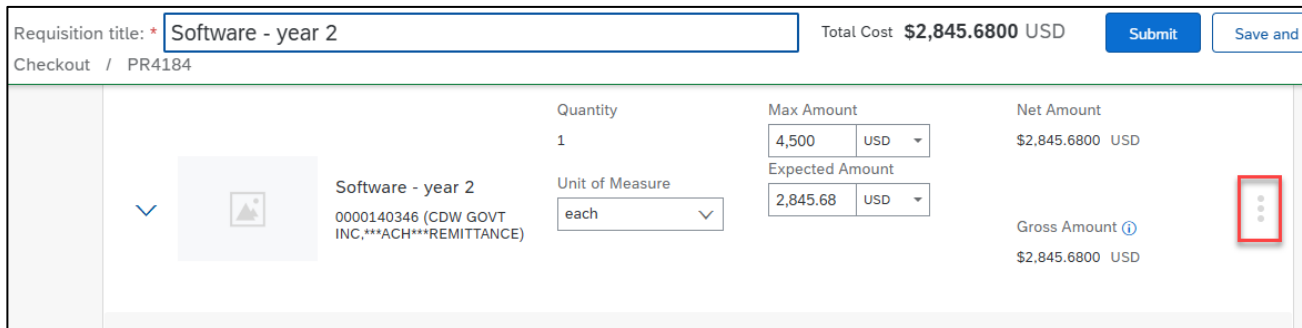 Requisition title: * Software - year 2 Total Cost $2,845.6800 USD Submit Save and
Checkout / PR4184
Quantity Max Amount Net Amount
1 4,500 USD $2,845.6800 USD
Software - year 2 Unit of Measure Expected Amount
0000140346 (CDW GOVT each 2,845.68 USD
INC,***ACH***REMITTANCE) Gross Amount
$2,845.6800 USD